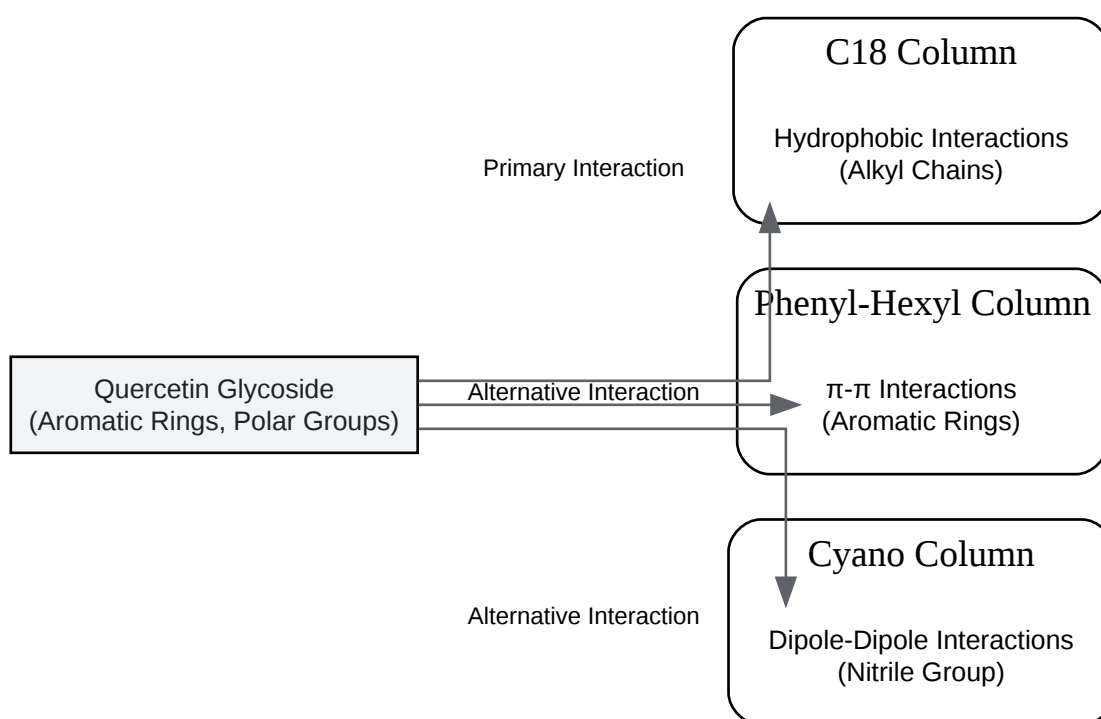 C18 Column
Hydrophobic Interactions
(Alkyl Chains)
Primary Interaction
Phenyl-Hexyl Column
Quercetin Glycoside
(Aromatic Rings, Polar Groups)
Alternative Interaction
π-π Interactions
(Aromatic Rings)
Cyano Column
Alternative Interaction
Dipole-Dipole Interactions
(Nitrile Group)